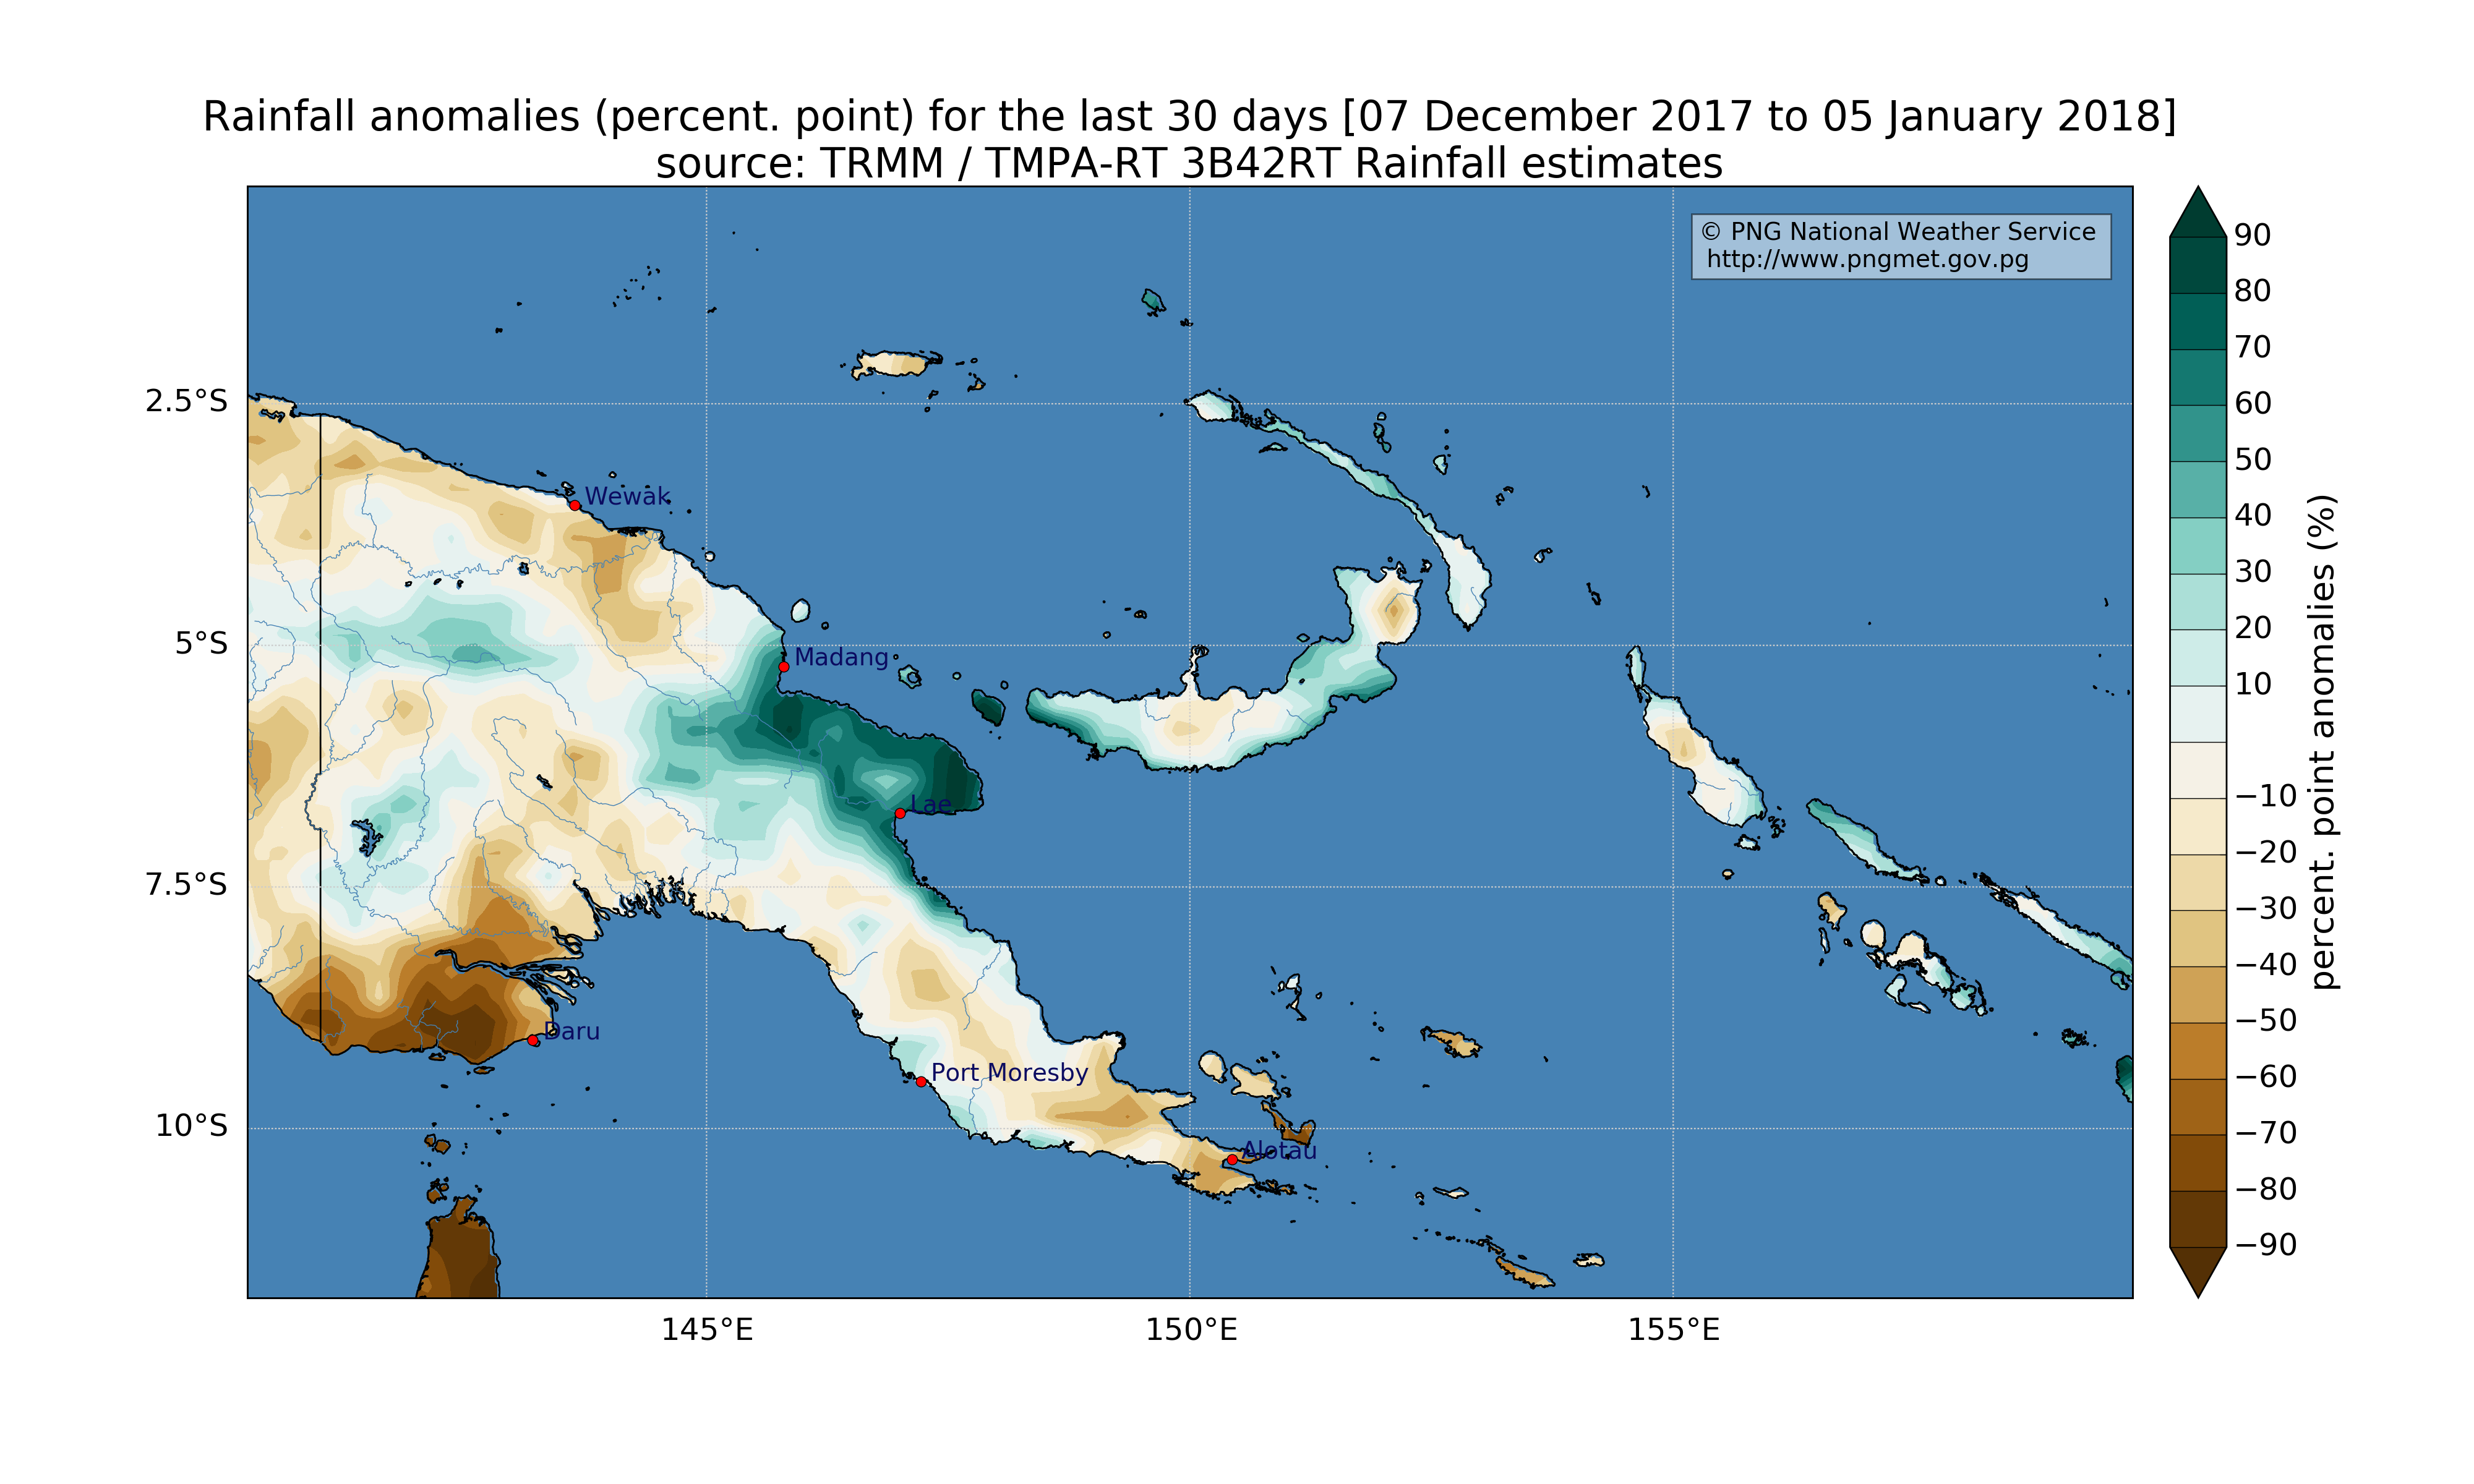 Rainfall anomalies (percent. point) for the last 30 days [07 December 2017 to 05 January 2018]
source: TRMM / TMPA-RT 3B42RT Rainfall estimates
© PNG National Weather Service
http://www.pngmet.gov.pg
2.5°S
5°S
7.5°S
10°S
Wewak
Madang
Lae
Daru
Port Moresby
Alotau
145°E
150°E
155°E
90
80
70
60
50
40
30
20
10
−10
−20
−30
−40
−50
−60
−70
−80
−90
percent. point anomalies (%)